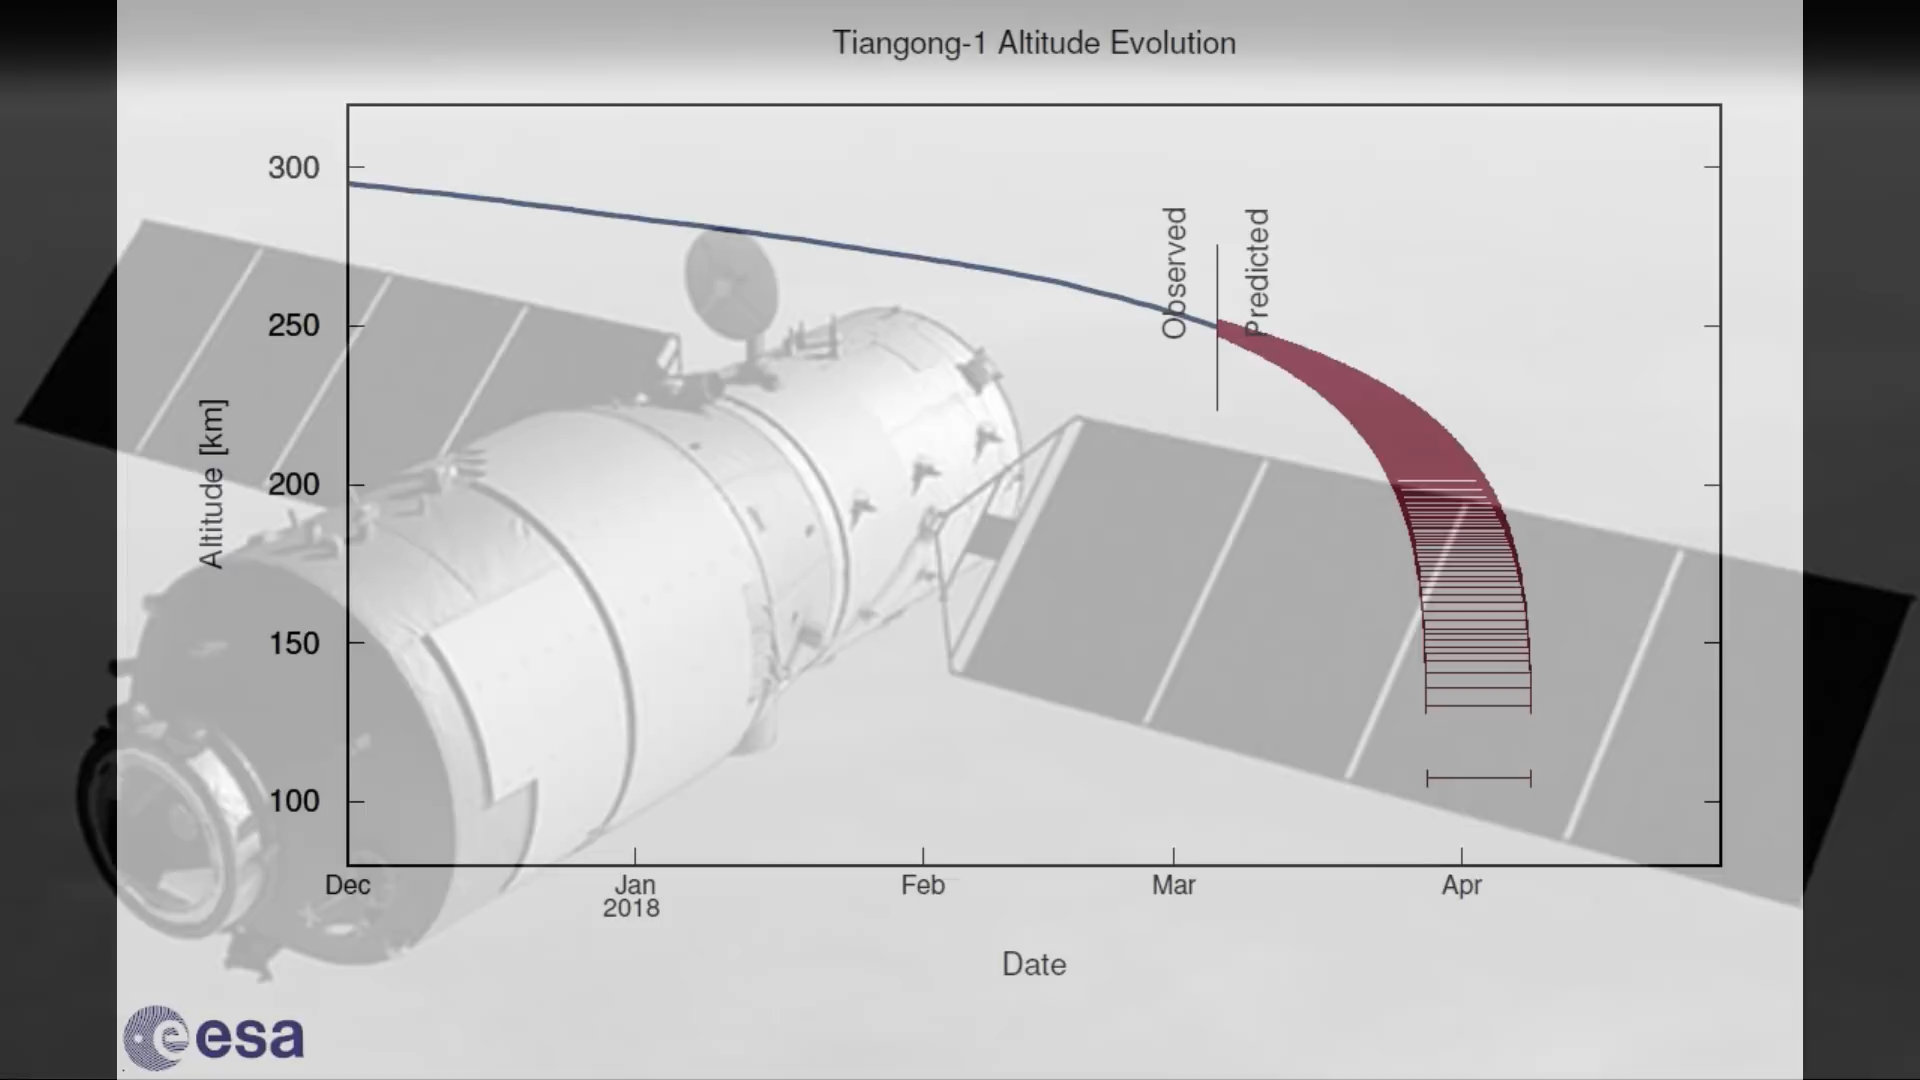 Tiangong-1 Altitude Evolution
300
250
200
150
100
Altitude [km]
Observed
Predicted
Dec
Jan
2018
Feb
Mar
Apr
Date
esa